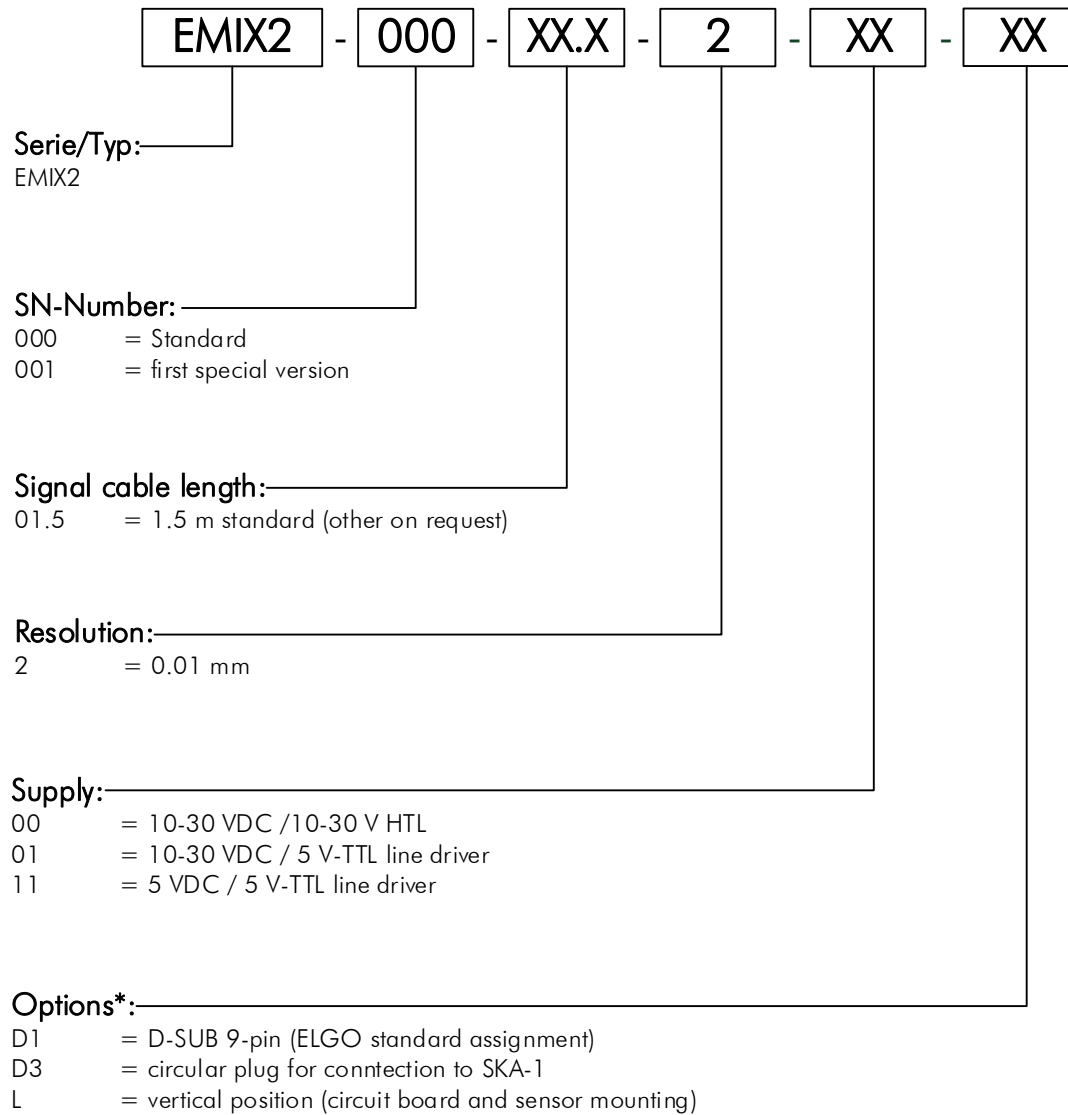 EMIX2 - 000 - XX.X - 2 - XX - XX
Serie/Typ:
EMIX2
SN-Number:
000 = Standard
001 = first special version
Signal cable length:
01.5 = 1.5 m standard (other on request)
Resolution:
2 = 0.01 mm
Supply:
00 = 10-30 VDC /10-30 V HTL
01 = 10-30 VDC / 5 V-TTL line driver
11 = 5 VDC / 5 V-TTL line driver
Options*:
D1 = D-SUB 9-pin (ELGO standard assignment)
D3 = circular plug for conntection to SKA-1
L = vertical position (circuit board and sensor mounting)